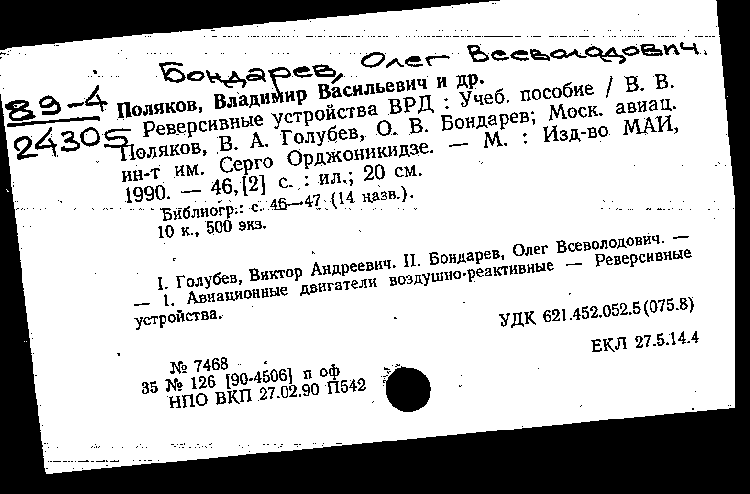 Бондарев, Олег Всеволодович.
89-4
24305
Поляков, Владимир Васильевич и др.
Реверсивные устройства ВРД : Учеб. пособие / В. В.
Поляков, В. А. Голубев, О. В. Бондарев; Моск. авиац.
ин-т им. Серго Орджоникидзе. — М. : Изд-во МАИ,
1990. — 46,[2] с. : ил.; 20 см.
Библиогр.: с. 46—47 (14 назв.).
10 к., 500 экз.
I. Голубев, Виктор Андреевич. II. Бондарев, Олег Всеволодович. —
— 1. Авиационные двигатели воздушно-реактивные — Реверсивные
устройства.
УДК 621.452.052.5(075.8)
ЕКЛ 27.5.14.4
№ 7468
35 № 126 [90-4506] п оф
НПО ВКП 27.02.90 П542